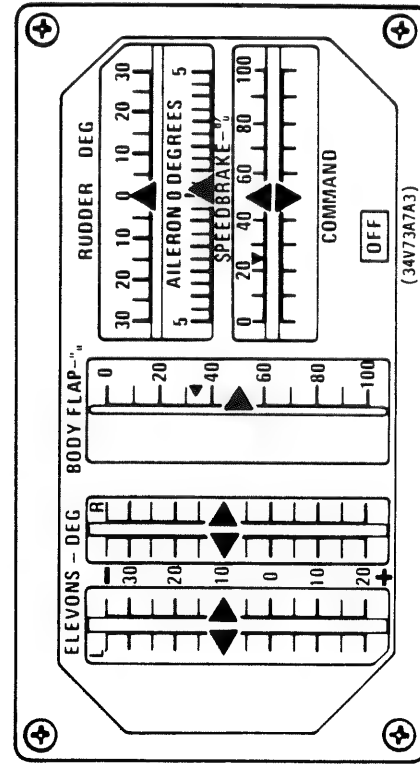 ELEVONS – DEG
L
R
–
30
20
10
0
10
20
+
BODY FLAP–%
0
20
40
60
80
100
RUDDER DEG
30 20 10 0 10 20 30
AILERON 0 DEGREES
5 5
SPEEDBRAKE–%
0 20 40 60 80 100
COMMAND
OFF
(34V73A7A3)